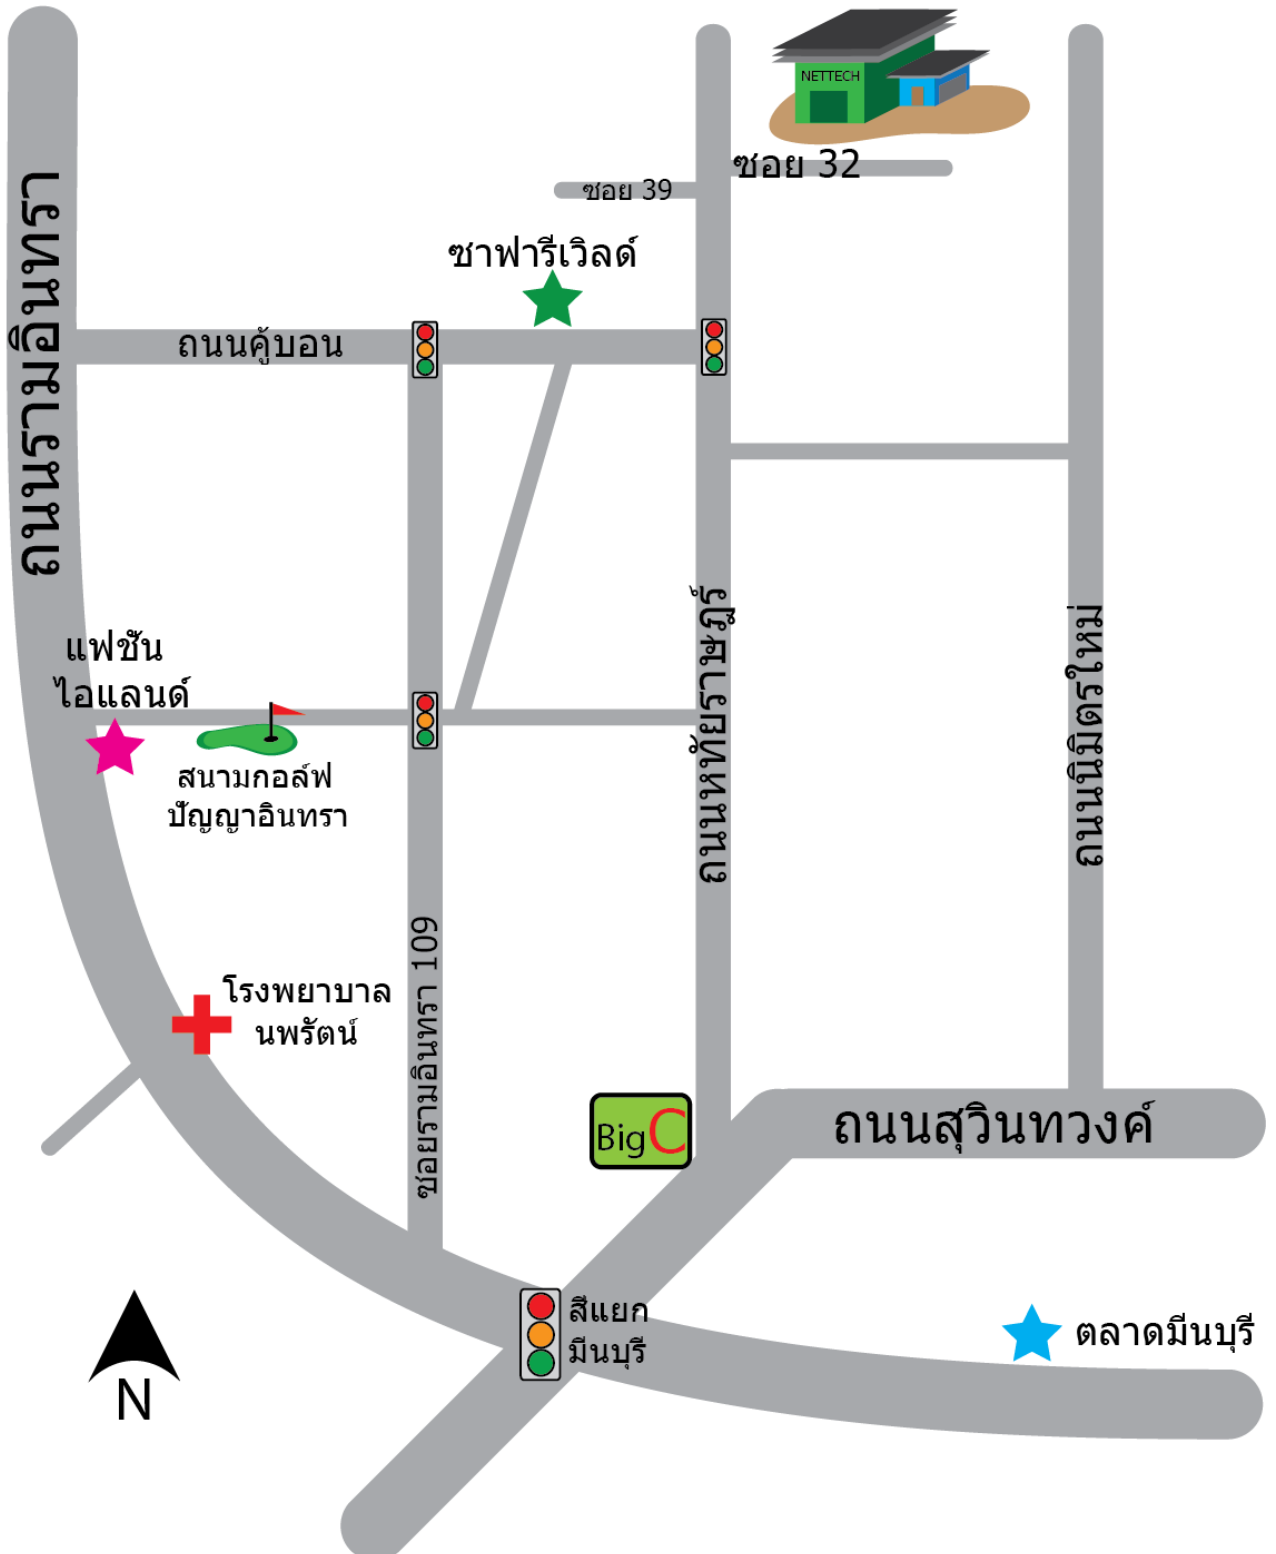 NETTECH
ซอย 32
ซอย 39
ซาฟารีเวิลด์
ถนนรามอินทรา
ถนนคู้บอน
แฟชั่น
ไอแลนด์
สนามกอล์ฟ
ปัญญาอินทรา
ถนนหทัยราษฎร์
ถนนนิมิตรใหม่
ซอยรามอินทรา 109
โรงพยาบาล
นพรัตน์
BigC
ถนนสุวินทวงค์
สี่แยก
มีนบุรี
ตลาดมีนบุรี
N